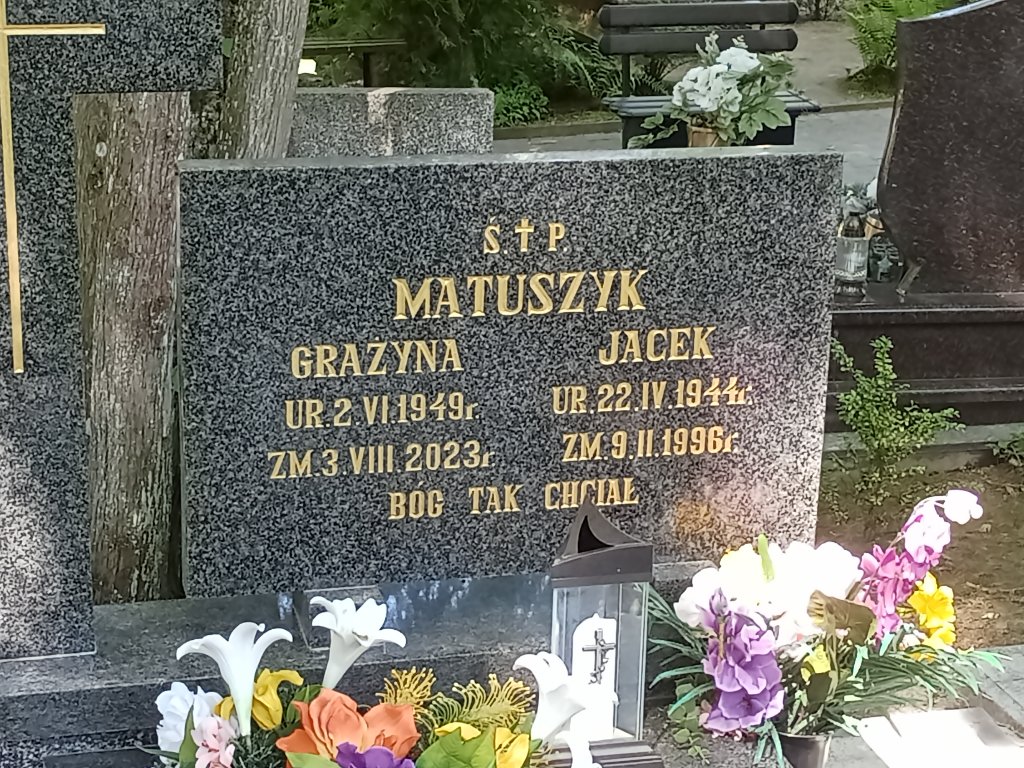 Ś.✝P.
MATUSZYK
GRAŻYNA JACEK
UR.2.VI.1949r. UR.22.IV.1944r.
ZM.3.VIII 2023r. ZM.9.II.1996r.
BÓG TAK CHCIAŁ